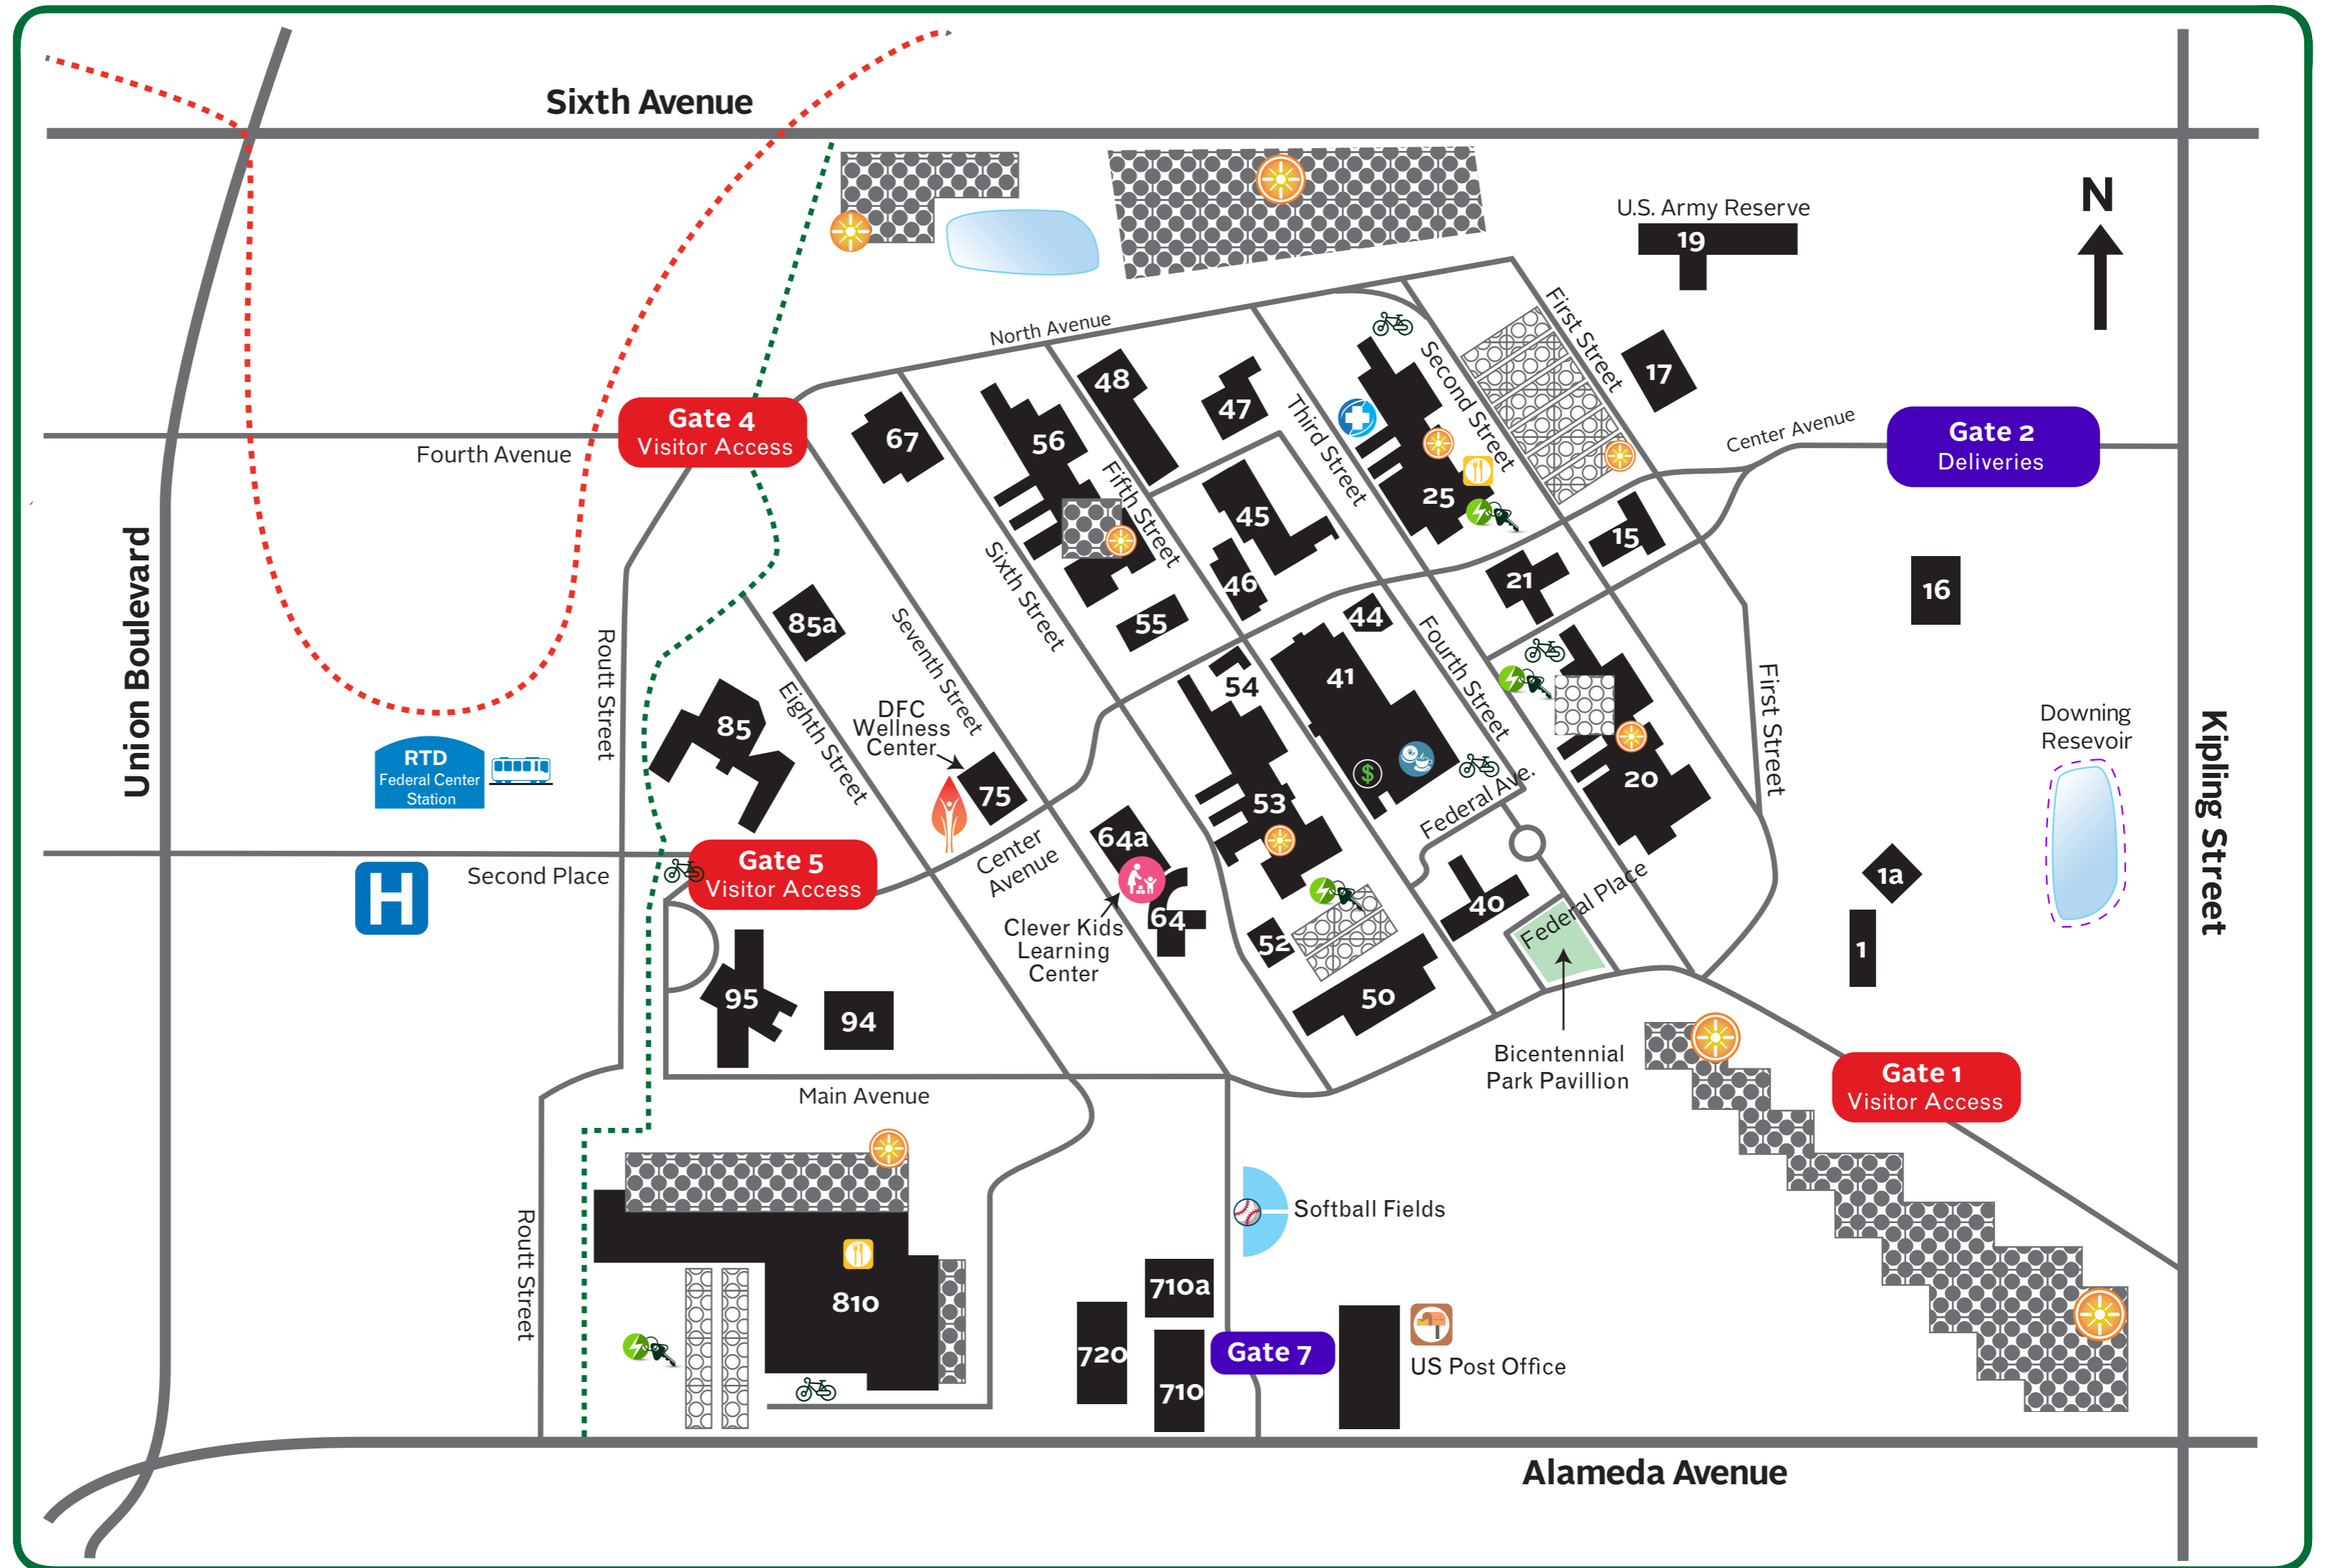 Sixth Avenue
N
U.S. Army Reserve
19
North Avenue
First Street
Second Street
Third Street
17
48
47
67
56
25
Gate 4
Visitor Access
Fourth Avenue
Center Avenue
Gate 2
Deliveries
Fifth Street
45
15
46
21
16
55
44
85a
Sixth Street
Seventh Street
Fourth Street
Union Boulevard
Routt Street
85
Eighth Street
54
41
20
First Street
Downing
Resevoir
Kipling Street
DFC
Wellness
Center
75
RTD
Federal Center
Station
53
$
Federal Ave.
64a
Center
Avenue
Gate 5
Visitor Access
Second Place
H
Clever Kids
Learning
Center
64
52
40
Federal Place
1a
1
95
94
50
Bicentennial
Park Pavillion
Gate 1
Visitor Access
Main Avenue
Softball Fields
Routt Street
810
710a
720
710
Gate 7
US Post Office
Alameda Avenue